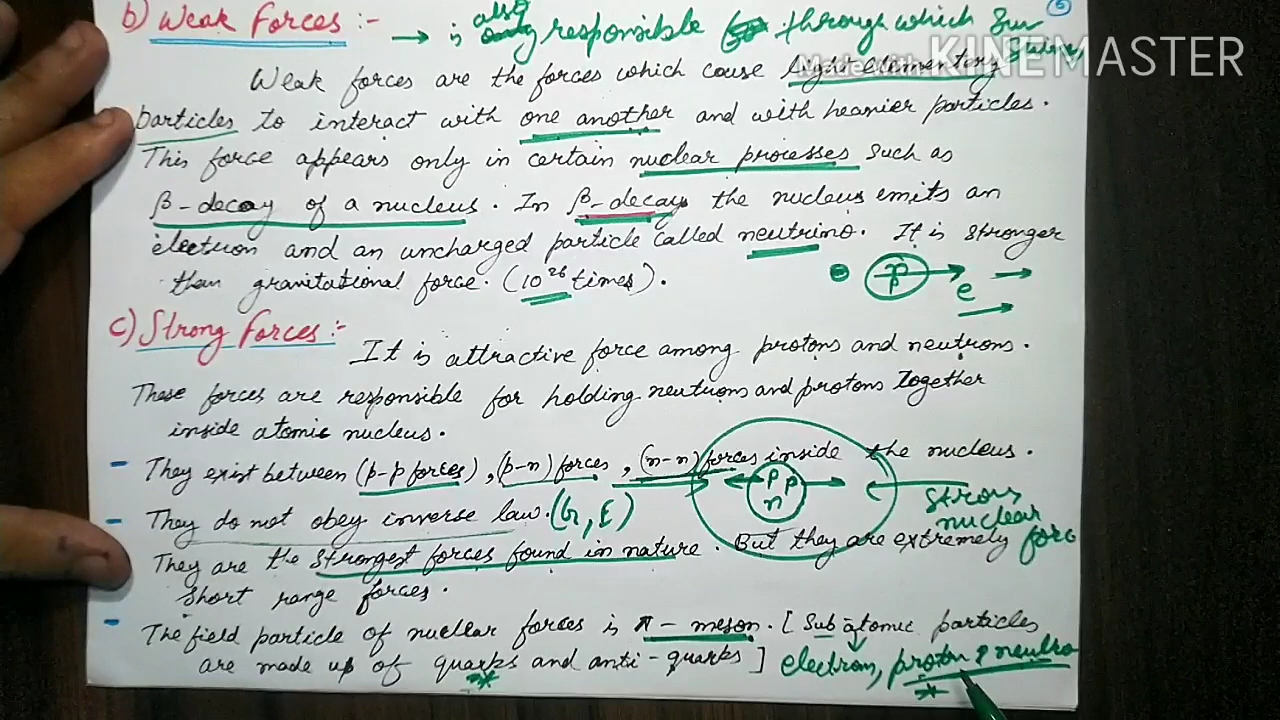 6
b) Weak Forces :- → is also responsible through which Sun
Made with KINEMASTER
Weak forces are the forces which cause light elementary
particles to interact with one another and with heavier particles.
This force appears only in certain nuclear processes such as
β-decay of a nucleus. In β-decay the nucleus emits an
electron and an uncharged particle called neutrino. It is stronger
than gravitational force. (10²⁶ times).
e
c) Strong Forces :-
It is attractive force among protons and neutrons.
These forces are responsible for holding neutrons and protons together
inside atomic nucleus.
- They exist between (p-p forces), (p-n) forces, (n-n) forces inside the nucleus.
p p
n
Strong
nuclear
force
- They do not obey inverse law. (G, E)
They are the strongest forces found in nature. But they are extremely
short range forces.
- The field particle of nuclear forces is π-meson. [Sub atomic particles
are made up of quarks and anti-quarks] electron, proton & neutro